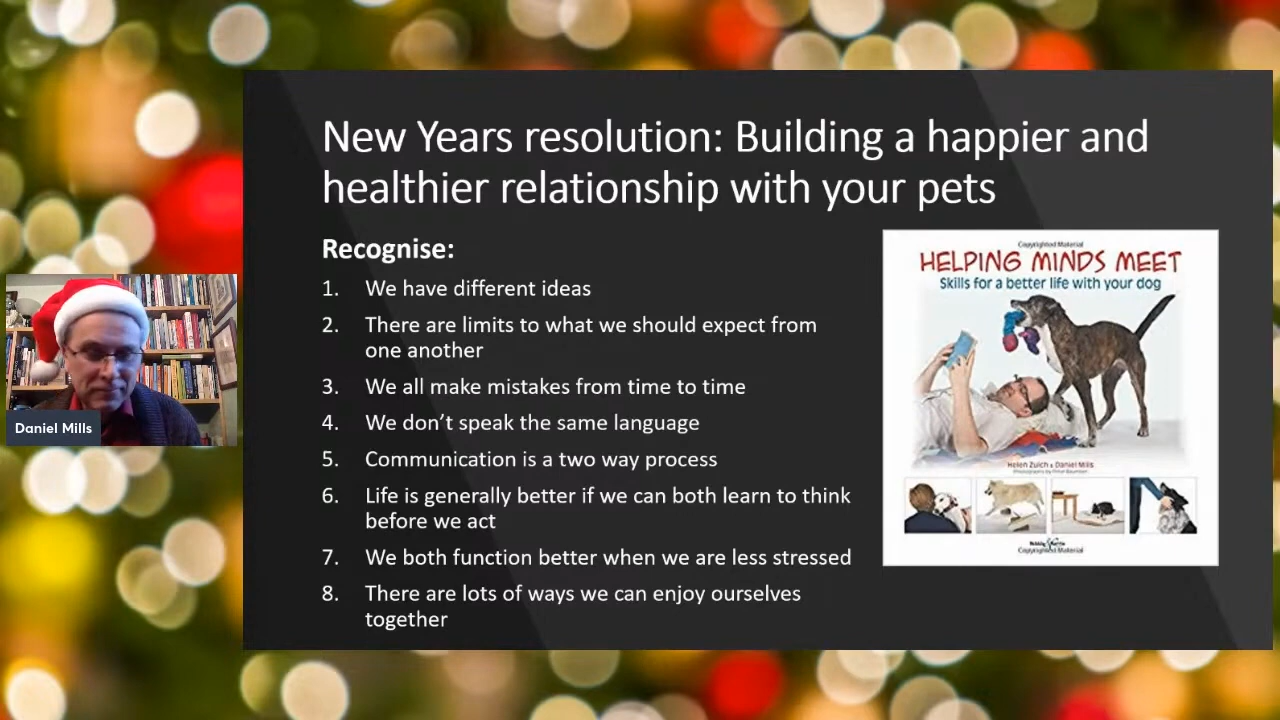 New Years resolution: Building a happier and
healthier relationship with your pets
Recognise:
1. We have different ideas
2. There are limits to what we should expect from
one another
3. We all make mistakes from time to time
4. We don’t speak the same language
5. Communication is a two way process
6. Life is generally better if we can both learn to think
before we act
7. We both function better when we are less stressed
8. There are lots of ways we can enjoy ourselves
together
Copyrighted Material
HELPING MINDS MEET
Skills for a better life with your dog
Helen Zulch & Daniel Mills
Copyrighted Material
Daniel Mills